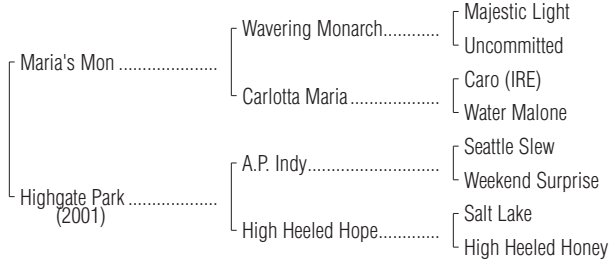 Majestic Light
Wavering Monarch............
Uncommitted
Maria's Mon .....................
Caro (IRE)
Carlotta Maria ...................
Water Malone
Seattle Slew
A.P. Indy............................
Weekend Surprise
Highgate Park ...................
(2001)
Salt Lake
High Heeled Hope.............
High Heeled Honey